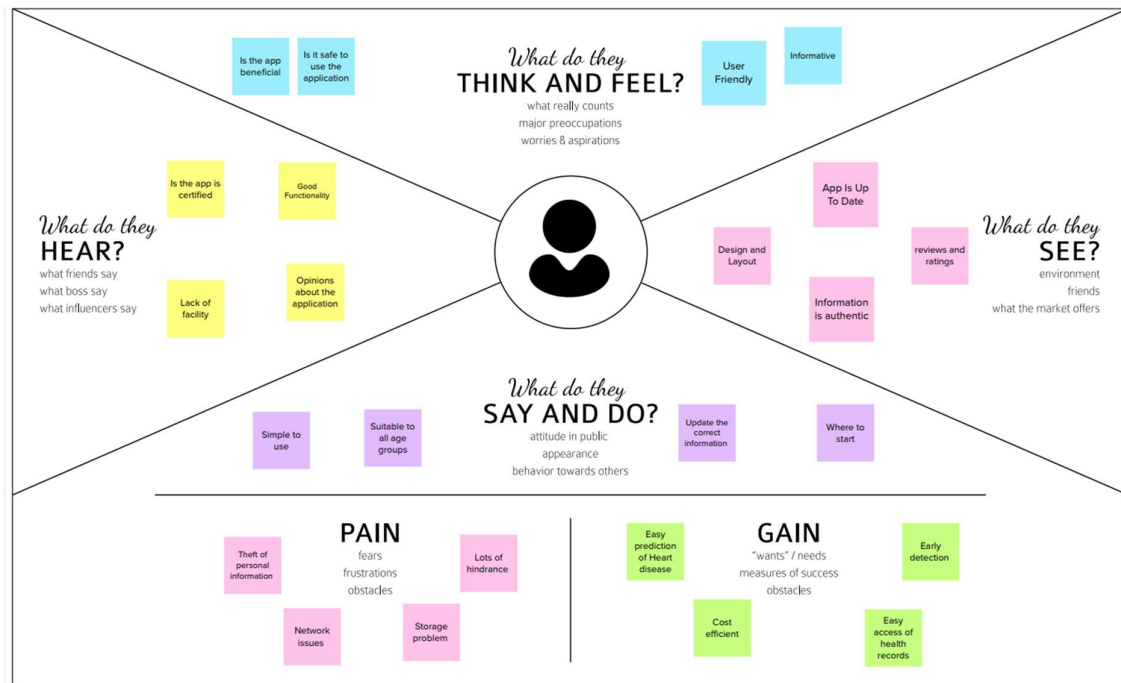 What do they
THINK AND FEEL?
what really counts
major preoccupations
worries & aspirations
Is the app
beneficial
Is it safe to
use the
application
User
Friendly
Informative
What do they
HEAR?
what friends say
what boss say
what influencers say
Is the app is
certified
Good
Functionality
Lack of
facility
Opinions
about the
application
What do they
SEE?
environment
friends
what the market offers
App Is Up
To Date
Design and
Layout
reviews and
ratings
Information
is authentic
What do they
SAY AND DO?
attitude in public
appearance
behavior towards others
Simple to
use
Suitable to
all age
groups
Update the
correct
information
Where to
start
PAIN
fears
frustrations
obstacles
Theft of
personal
information
Lots of
hindrance
Network
issues
Storage
problem
GAIN
"wants" / needs
measures of success
obstacles
Easy
prediction
of Heart
disease
Early
detection
Cost
efficient
Easy
access of
health
records